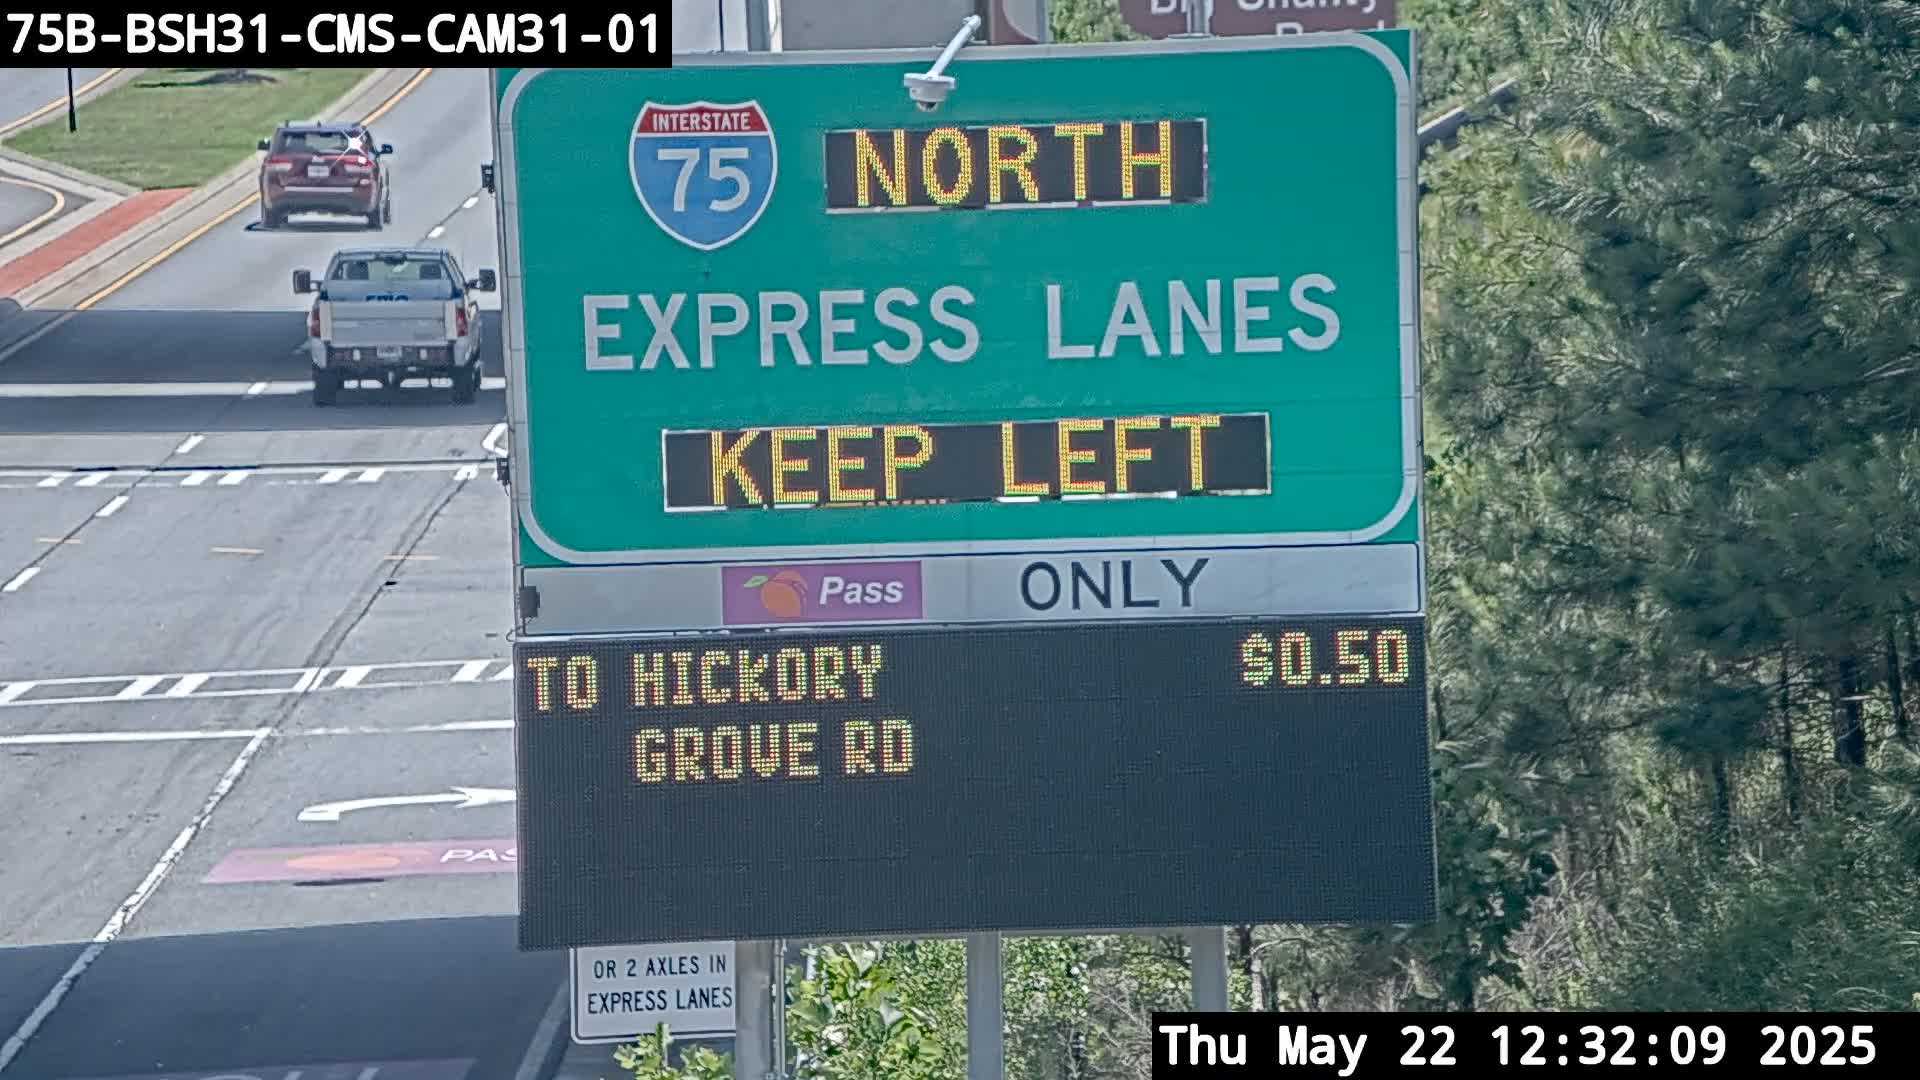 75B-BSH31-CMS-CAM31-01
INTERSTATE
75
NORTH
EXPRESS LANES
KEEP LEFT
Pass
ONLY
TO HICKORY $0.50
GROVE RD
OR 2 AXLES IN
EXPRESS LANES
Thu May 22 12:32:09 2025